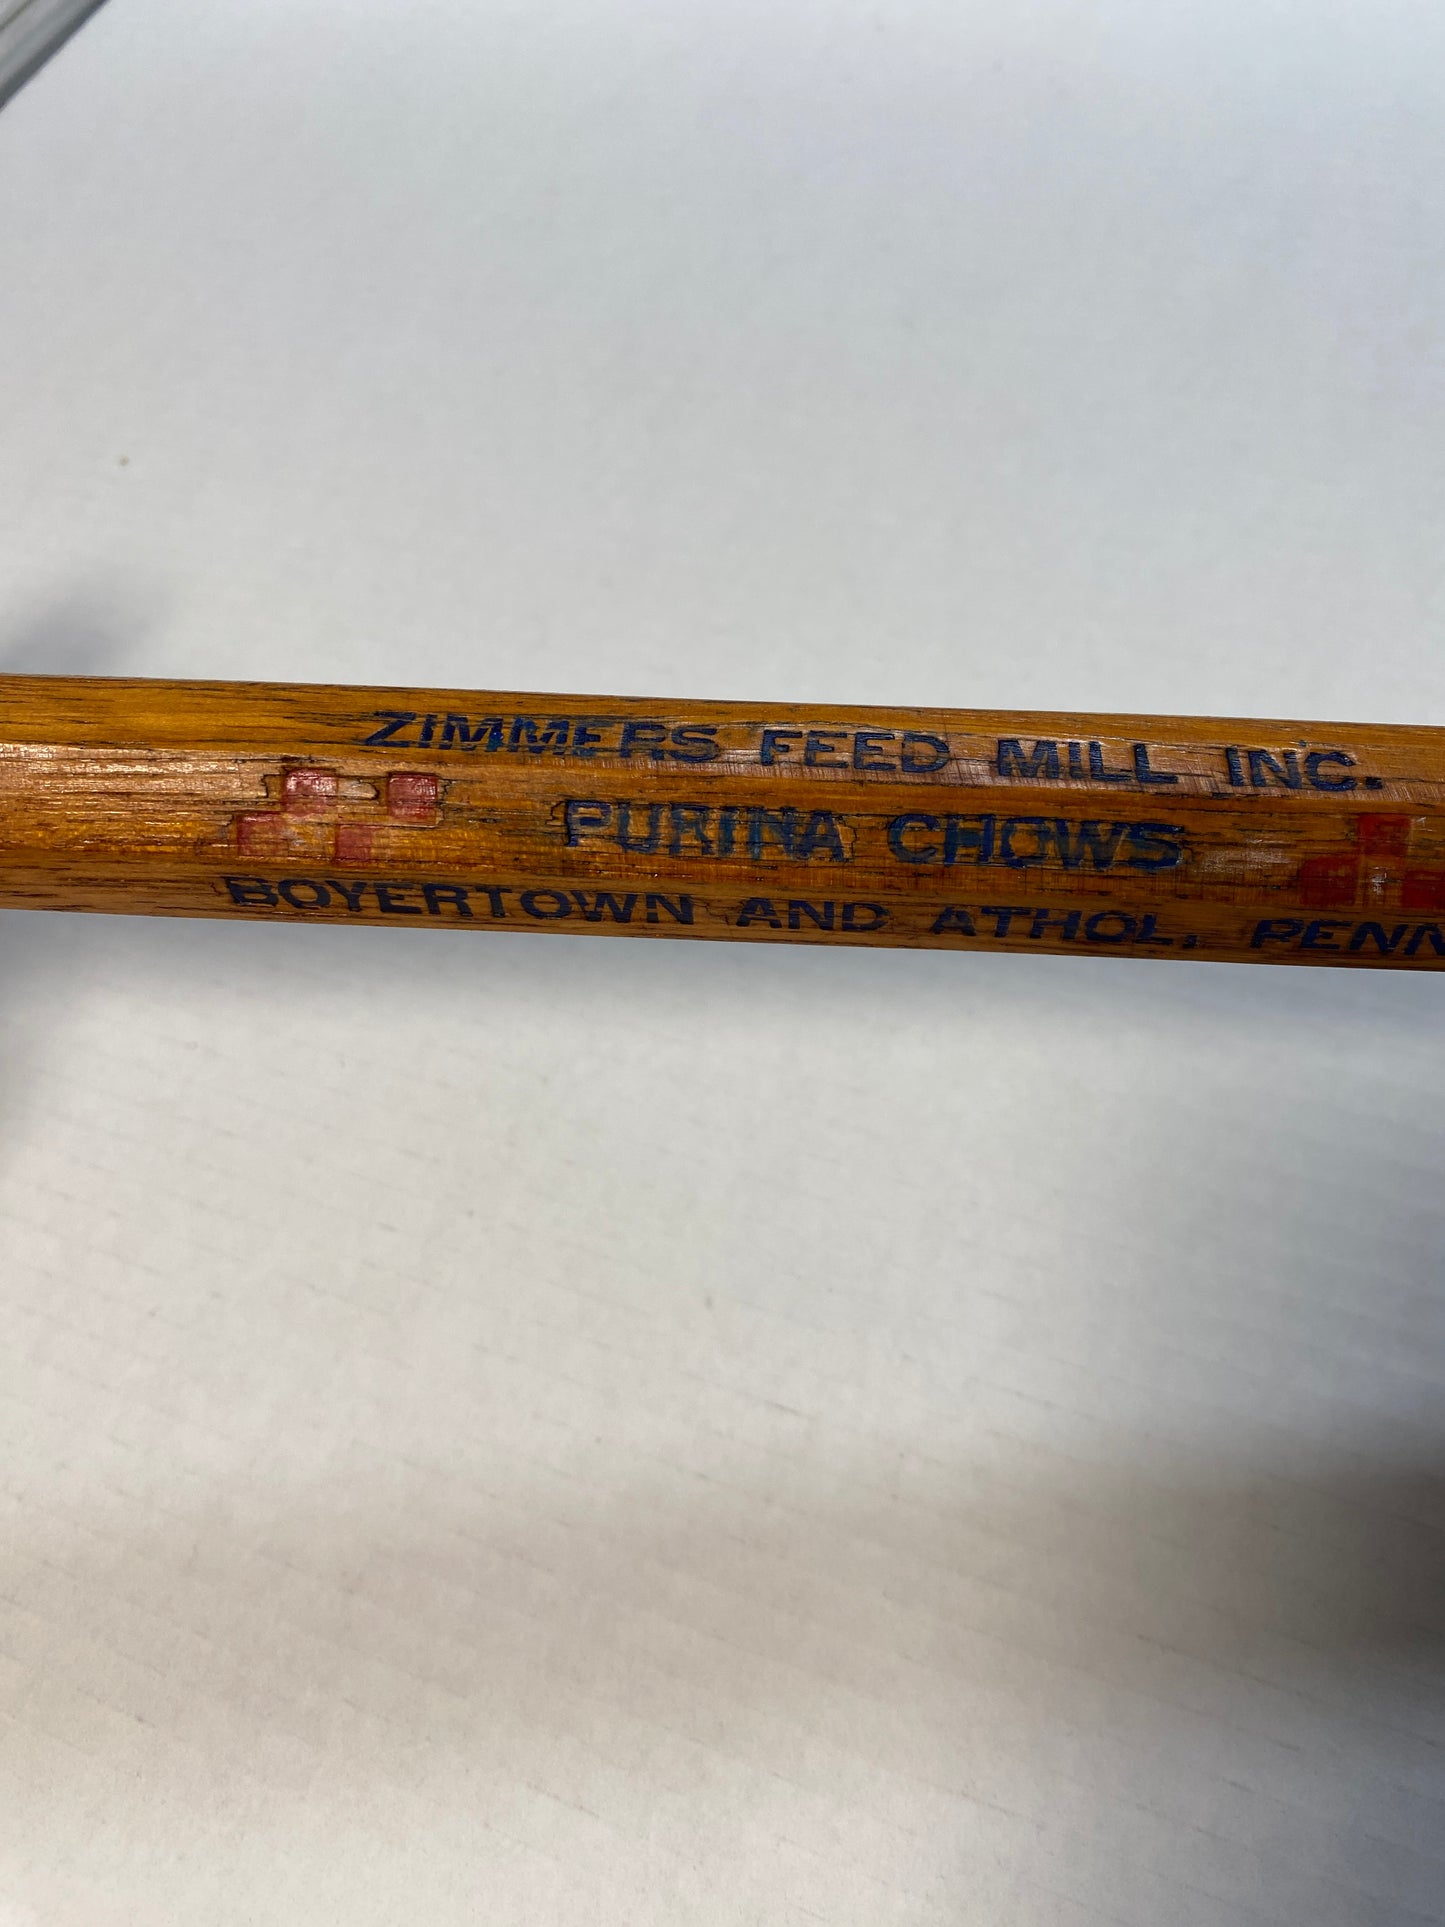 ZIMMERS FEED MILL INC.
PURINA CHOWS
BOYERTOWN AND ATHOL, PENN